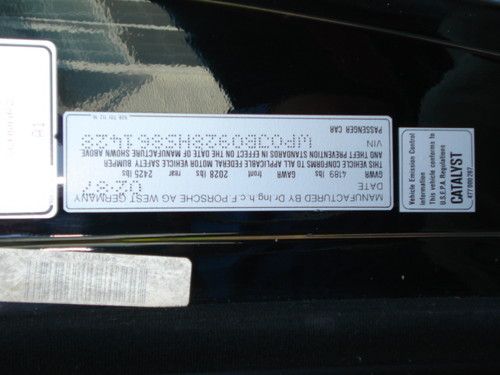 MANUFACTURED BY Dr Ing h. c. F. PORSCHE AG WEST GERMANY
DATE 02-87
GVWR 4189 lbs GAWR front 2028 lbs rear 2425 lbs
THIS VEHICLE CONFORMS TO ALL APPLICABLE FEDERAL MOTOR VEHICLE SAFETY BUMPER
AND THEFT PREVENTION STANDARDS IN EFFECT ON THE DATE OF MANUFACTURE SHOWN ABOVE
VIN WP0JB0928HS861423
PASSENGER CAR
Vehicle Emission Control
Information
This vehicle conforms to
U.S.E.P.A. Regulations
CATALYST